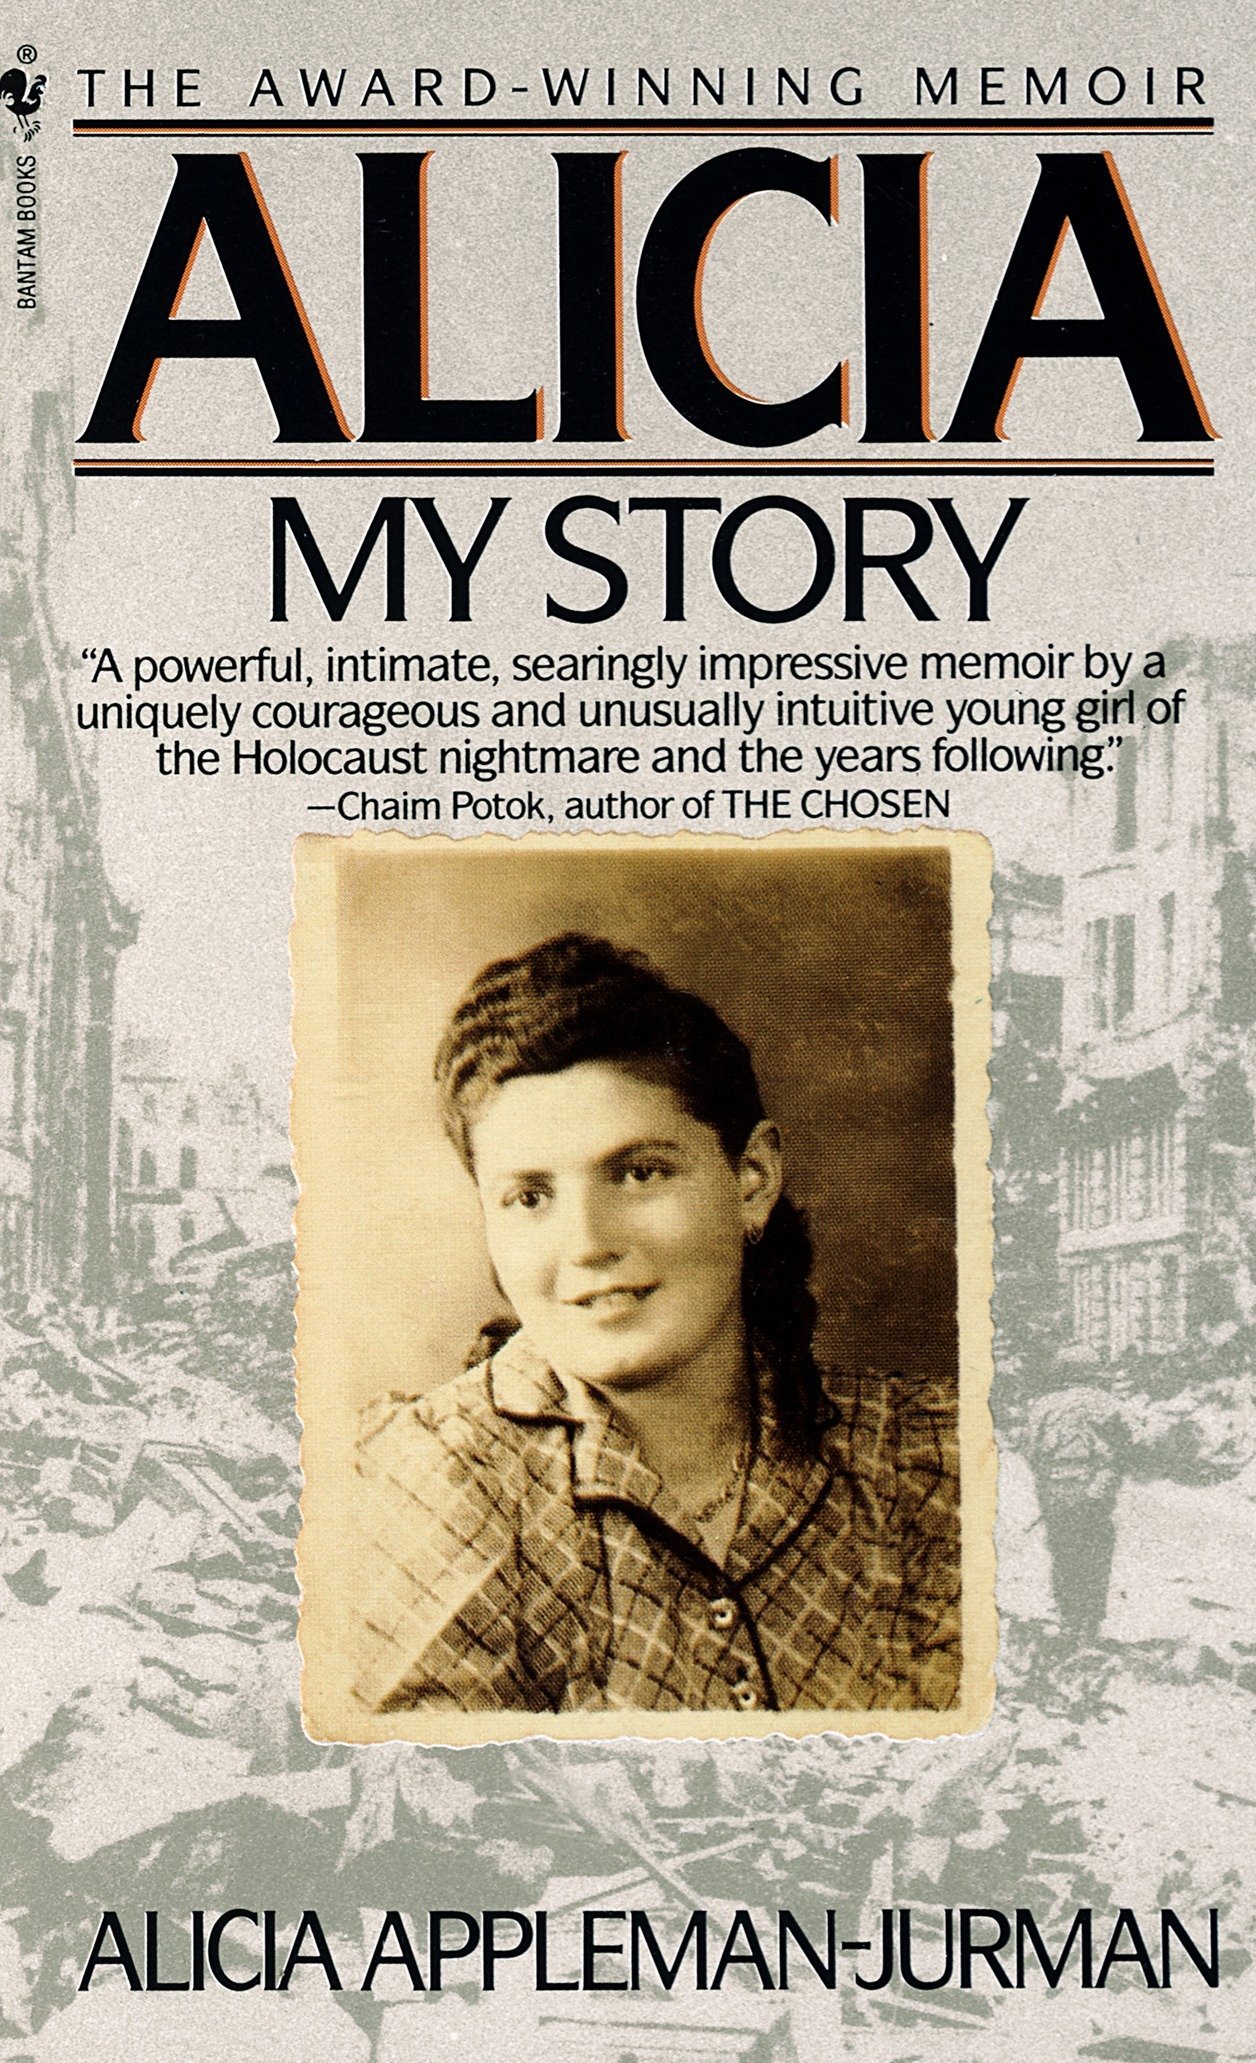 THE AWARD-WINNING MEMOIR
®
BANTAM BOOKS
ALICIA
MY STORY
“A powerful, intimate, searingly impressive memoir by a
uniquely courageous and unusually intuitive young girl of
the Holocaust nightmare and the years following.”
—Chaim Potok, author of THE CHOSEN
ALICIA APPLEMAN-JURMAN